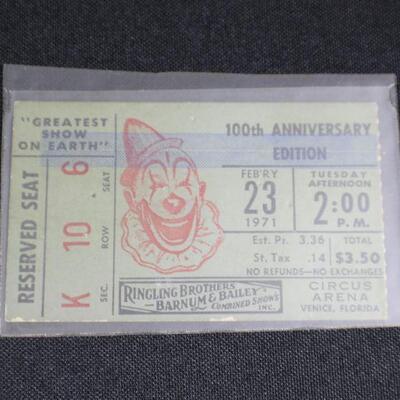 RESERVED SEAT
K SEC.
10 ROW
6 SEAT
"GREATEST
SHOW
ON EARTH"
100th ANNIVERSARY
EDITION
FEB'RY
23
1971
TUESDAY
AFTERNOON
2:00
P.M.
Est. Pr. 3.36
St. Tax .14
TOTAL
$3.50
NO REFUNDS—NO EXCHANGES
RINGLING BROTHERS
BARNUM & BAILEY
COMBINED SHOWS
INC.
CIRCUS
ARENA
VENICE, FLORIDA